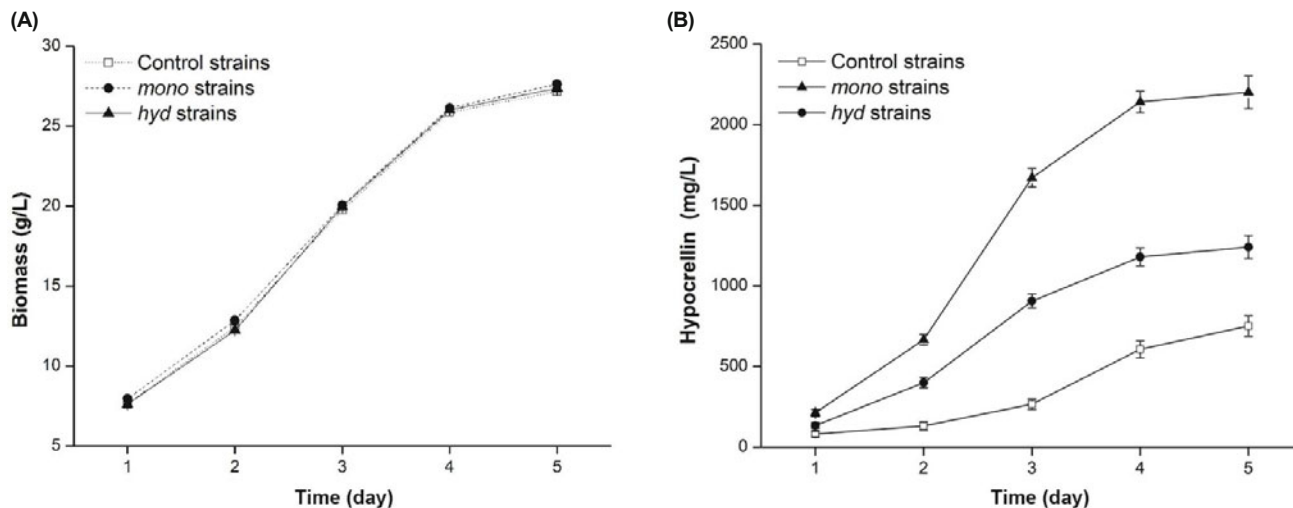 (A)
30
25
20
15
10
5
Biomass (g/L)
Control strains
mono strains
hyd strains
1 2 3 4 5
Time (day)
(B)
2500
2000
1500
1000
500
0
Hypocrellin (mg/L)
Control strains
mono strains
hyd strains
1 2 3 4 5
Time (day)